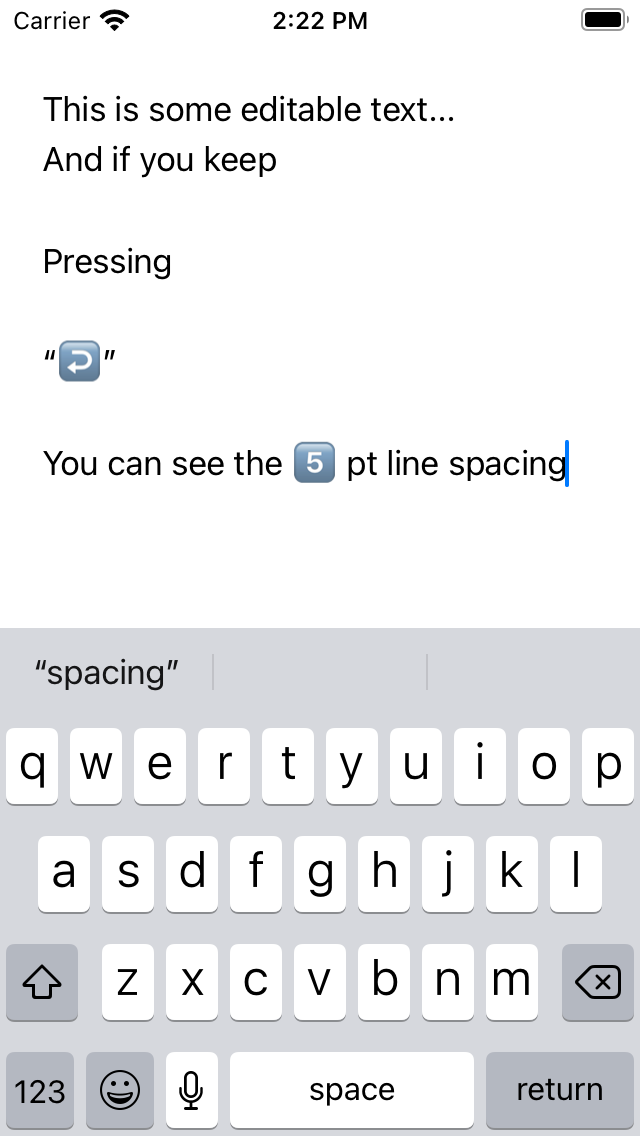 Carrier 2:22 PM
This is some editable text...
And if you keep
Pressing
“↩️”
You can see the 5️⃣ pt line spacing
“spacing”
q w e r t y u i o p
a s d f g h j k l
z x c v b n m
123 space return